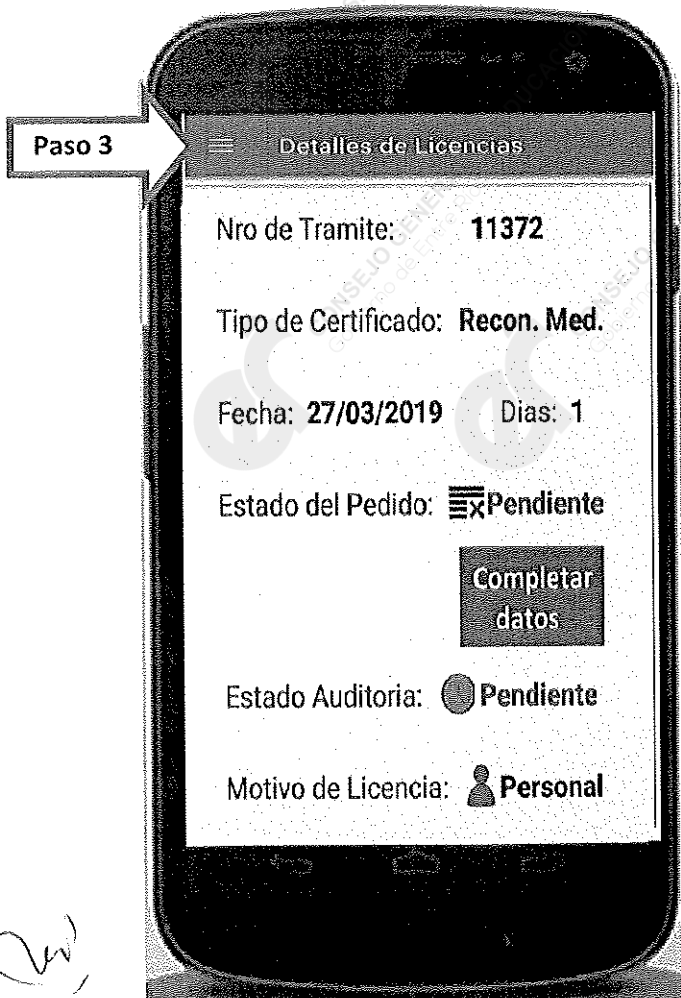 Paso 3
Detalles de Licencias
Nro de Tramite: 11372
Tipo de Certificado: Recon. Med.
Fecha: 27/03/2019 Dias: 1
Estado del Pedido: Pendiente
Completar
datos
Estado Auditoria: Pendiente
Motivo de Licencia: Personal